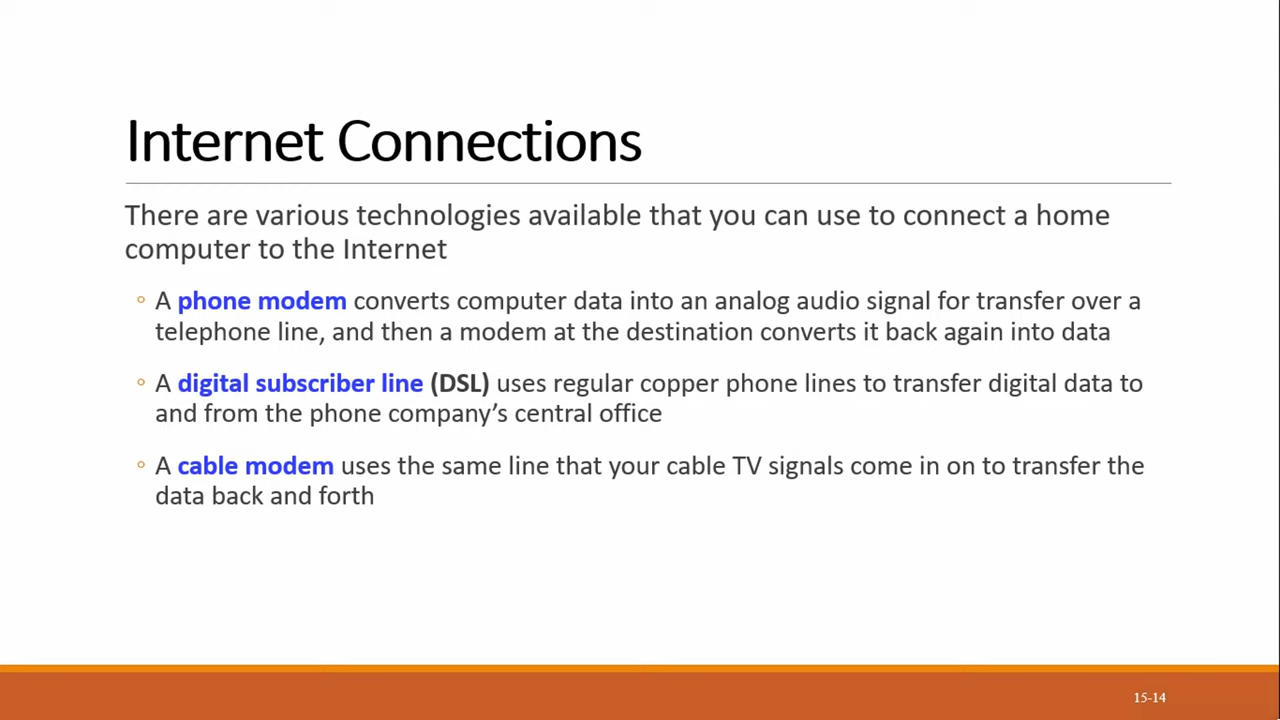 Internet Connections
There are various technologies available that you can use to connect a home
computer to the Internet
◦ A phone modem converts computer data into an analog audio signal for transfer over a
telephone line, and then a modem at the destination converts it back again into data
◦ A digital subscriber line (DSL) uses regular copper phone lines to transfer digital data to
and from the phone company’s central office
◦ A cable modem uses the same line that your cable TV signals come in on to transfer the
data back and forth
15-14